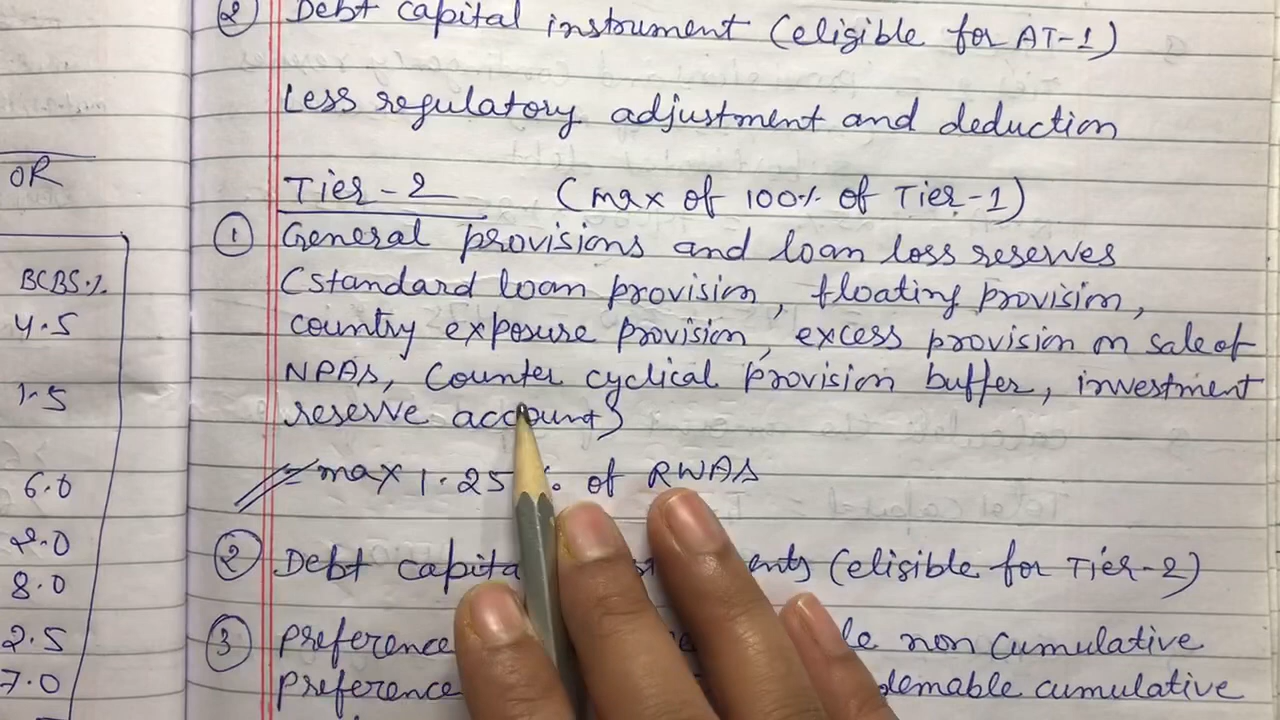 ② Debt capital instrument (eligible for AT-1)
Less regulatory adjustment and deduction
Tier-2 (max of 100% of Tier-1)
① General provisions and loan loss reserves
(standard loan provision, floating provision,
country exposure provision, excess provision on sale of
NPAs, Counter cyclical provision buffer, investment
reserve account)
max 1.25% of RWAs
② Debt capita ents (eligible for Tier-2)
③ preference le non cumulative
preference demable cumulative
OR
BCBS%
4.5
1.5
6.0
2.0
8.0
2.5
7.0